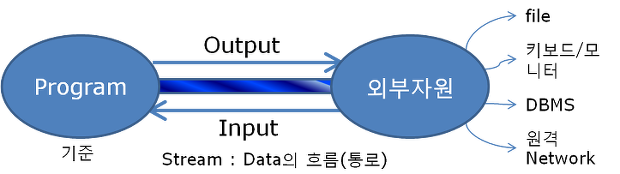 Output
Program
기준
Input
Stream : Data의 흐름(통로)
외부자원
file
키보드/모
니터
DBMS
원격
Network